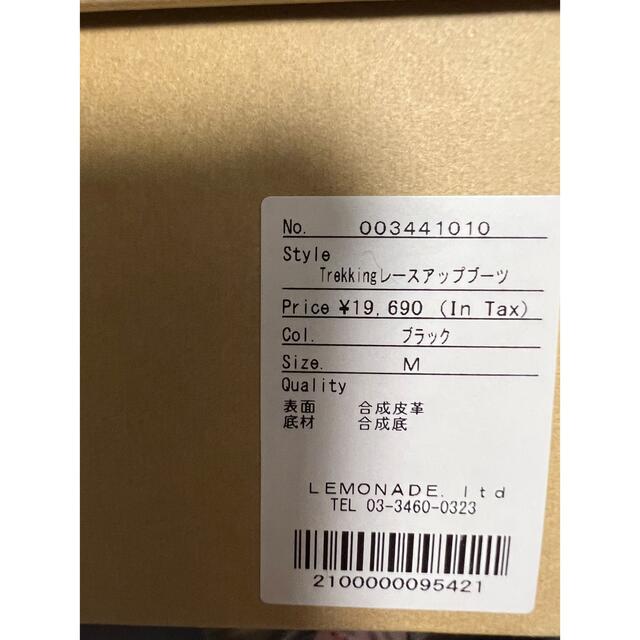 No. 003441010
Style
Trekkingレースアップブーツ
Price ¥19,690 (In Tax)
Col. ブラック
Size. M
Quality
表面 合成皮革
底材 合成底
LEMONADE. ltd
TEL 03-3460-0323
2100000095421